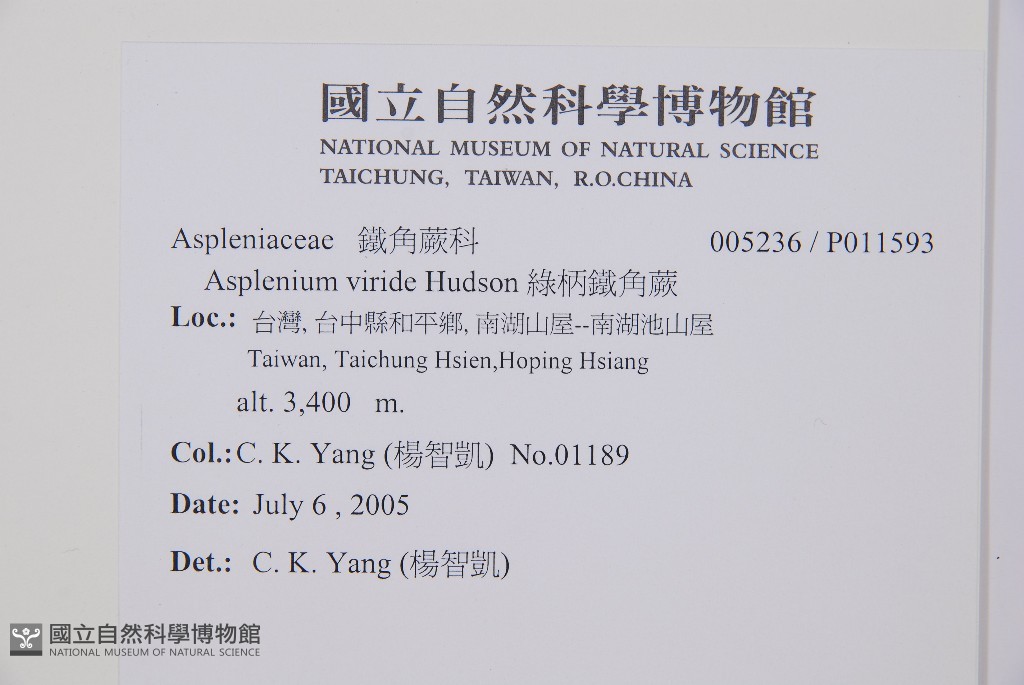 國立自然科學博物館
NATIONAL MUSEUM OF NATURAL SCIENCE
TAICHUNG, TAIWAN, R.O.CHINA
Aspleniaceae 鐵角蕨科 005236 / P011593
Asplenium viride Hudson 綠柄鐵角蕨
Loc.: 台灣, 台中縣和平鄉, 南湖山屋--南湖池山屋
Taiwan, Taichung Hsien,Hoping Hsiang
alt. 3,400 m.
Col.: C. K. Yang (楊智凱) No.01189
Date: July 6 , 2005
Det.: C. K. Yang (楊智凱)
國立自然科學博物館
NATIONAL MUSEUM OF NATURAL SCIENCE